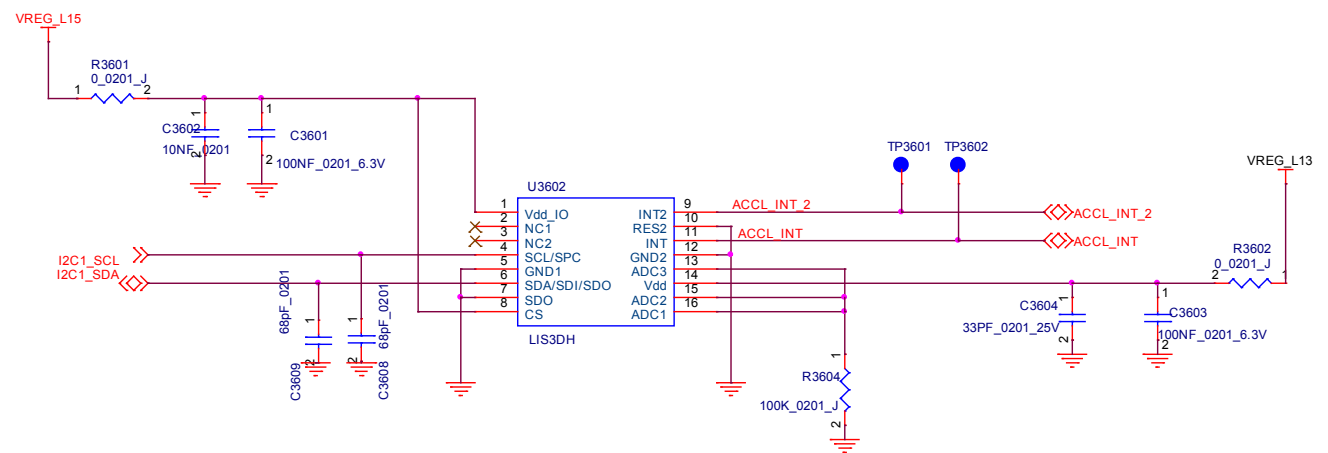 VREG_L15
R3601
0_0201_J
1 2
1 1
C3602 C3601
10NF_0201
2 2
100NF_0201_6.3V
TP3601 TP3602
VREG_L13
U3602
1 Vdd_IO
2 NC1
3 NC2
4 SCL/SPC
5 GND1
6 SDA/SDI/SDO
7 SDO
8 CS
INT2 9
RES2 10
INT 11
GND2 12
ADC3 13
Vdd 14
ADC2 15
ADC1 16
LIS3DH
ACCL_INT_2
ACCL_INT_2
ACCL_INT
ACCL_INT
I2C1_SCL
I2C1_SDA
68pF_0201
1 2
C3609
68pF_0201
1 2
C3608
R3602
0_0201_J
2 1
C3604
33PF_0201_25V
1 2
C3603
100NF_0201_6.3V
1 2
R3604
100K_0201_J
1 2